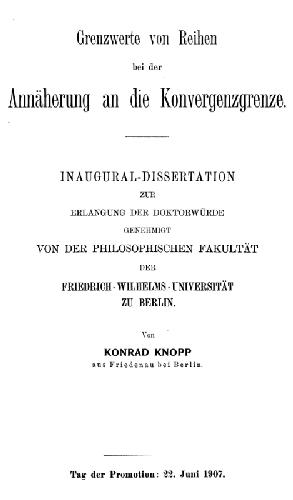 Grenzwerte von Reihen
bei der
Annäherung an die Konvergenzgrenze.
INAUGURAL-DISSERTATION
ZUR
ERLANGUNG DER DOKTORWÜRDE
GENEHMIGT
VON DER PHILOSOPHISCHEN FAKULTÄT
DER
FRIEDRICH-WILHELMS-UNIVERSITÄT
ZU BERLIN.
Von
KONRAD KNOPP
aus Friedenau bei Berlin.
Tag der Promotion: 22. Juni 1907.